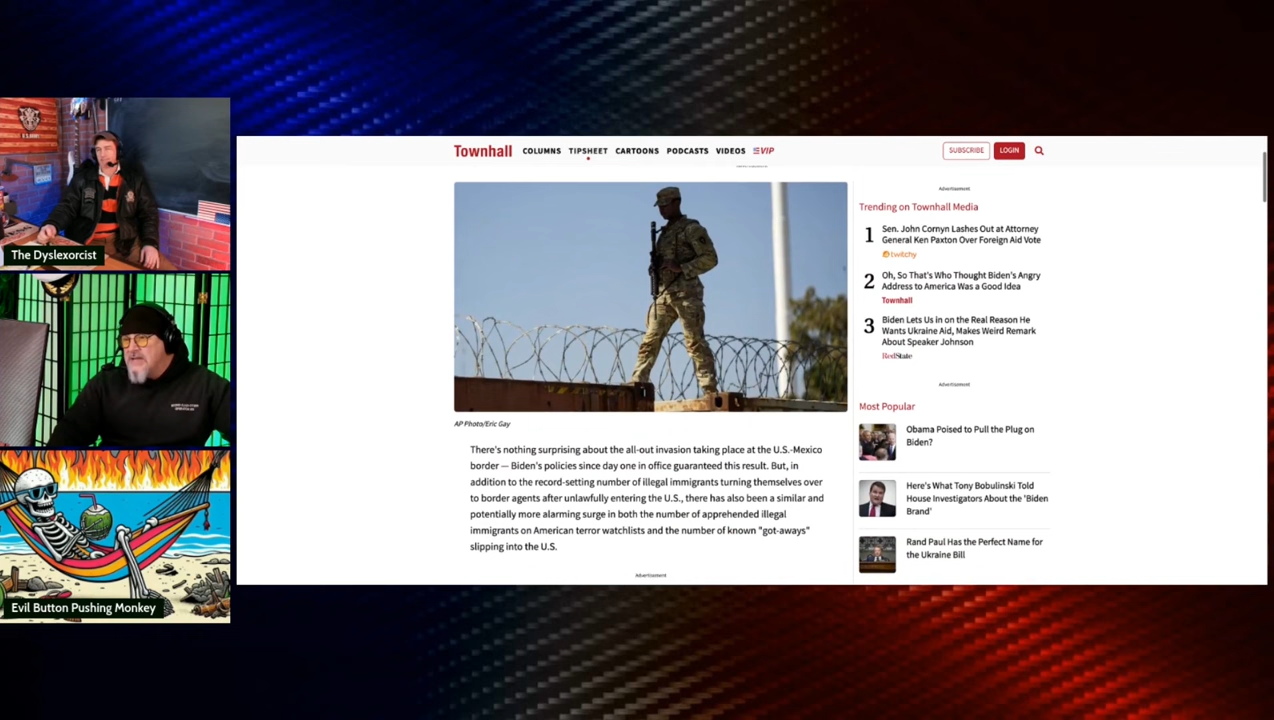 The Dyslexorcist
Evil Button Pushing Monkey
Townhall COLUMNS TIPSHEET CARTOONS PODCASTS VIDEOS VIP SUBSCRIBE LOGIN
AP Photo/Eric Gay
There's nothing surprising about the all-out invasion taking place at the U.S.-Mexico
border — Biden's policies since day one in office guaranteed this result. But, in
addition to the record-setting number of illegal immigrants turning themselves over
to border agents after unlawfully entering the U.S., there has also been a similar and
potentially more alarming surge in both the number of apprehended illegal
immigrants on American terror watchlists and the number of known "got-aways"
slipping into the U.S.
Advertisement
Advertisement
Trending on Townhall Media
1 Sen. John Cornyn Lashes Out at Attorney
General Ken Paxton Over Foreign Aid Vote
twitchy
2 Oh, So That's Who Thought Biden's Angry
Address to America Was a Good Idea
Townhall
3 Biden Lets Us in on the Real Reason He
Wants Ukraine Aid, Makes Weird Remark
About Speaker Johnson
RedState
Advertisement
Most Popular
Obama Poised to Pull the Plug on
Biden?
Here's What Tony Bobulinski Told
House Investigators About the 'Biden
Brand'
Rand Paul Has the Perfect Name for
the Ukraine Bill